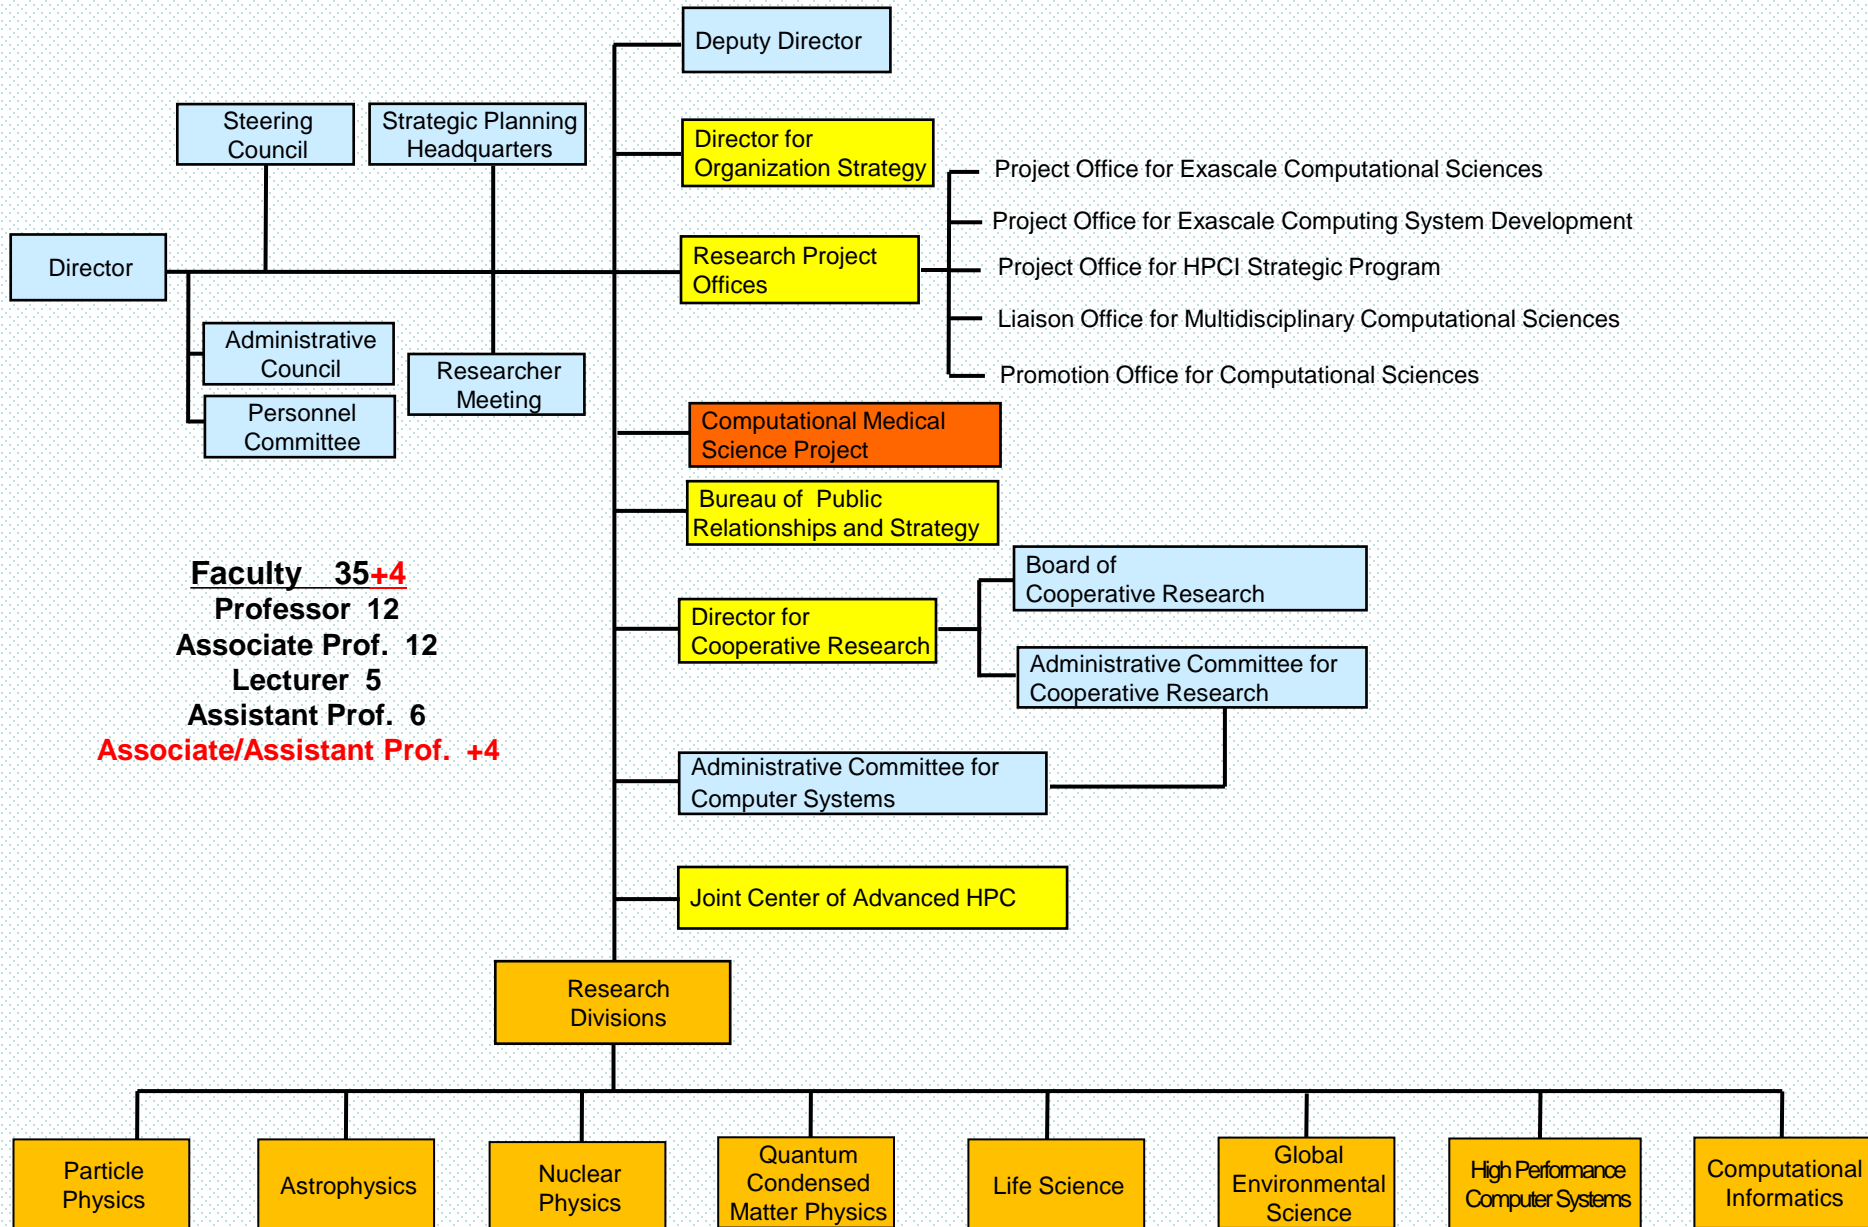 Deputy Director
Steering
Council
Strategic Planning
Headquarters
Director for
Organization Strategy
Project Office for Exascale Computational Sciences
Project Office for Exascale Computing System Development
Director
Research Project
Offices
Project Office for HPCI Strategic Program
Liaison Office for Multidisciplinary Computational Sciences
Promotion Office for Computational Sciences
Administrative
Council
Researcher
Meeting
Personnel
Committee
Computational Medical
Science Project
Bureau of Public
Relationships and Strategy
Faculty 35+4
Professor 12
Associate Prof. 12
Lecturer 5
Assistant Prof. 6
Associate/Assistant Prof. +4
Director for
Cooperative Research
Board of
Cooperative Research
Administrative Committee for
Cooperative Research
Administrative Committee for
Computer Systems
Joint Center of Advanced HPC
Research
Divisions
Particle
Physics
Astrophysics
Nuclear
Physics
Quantum
Condensed
Matter Physics
Life Science
Global
Environmental
Science
High Performance
Computer Systems
Computational
Informatics